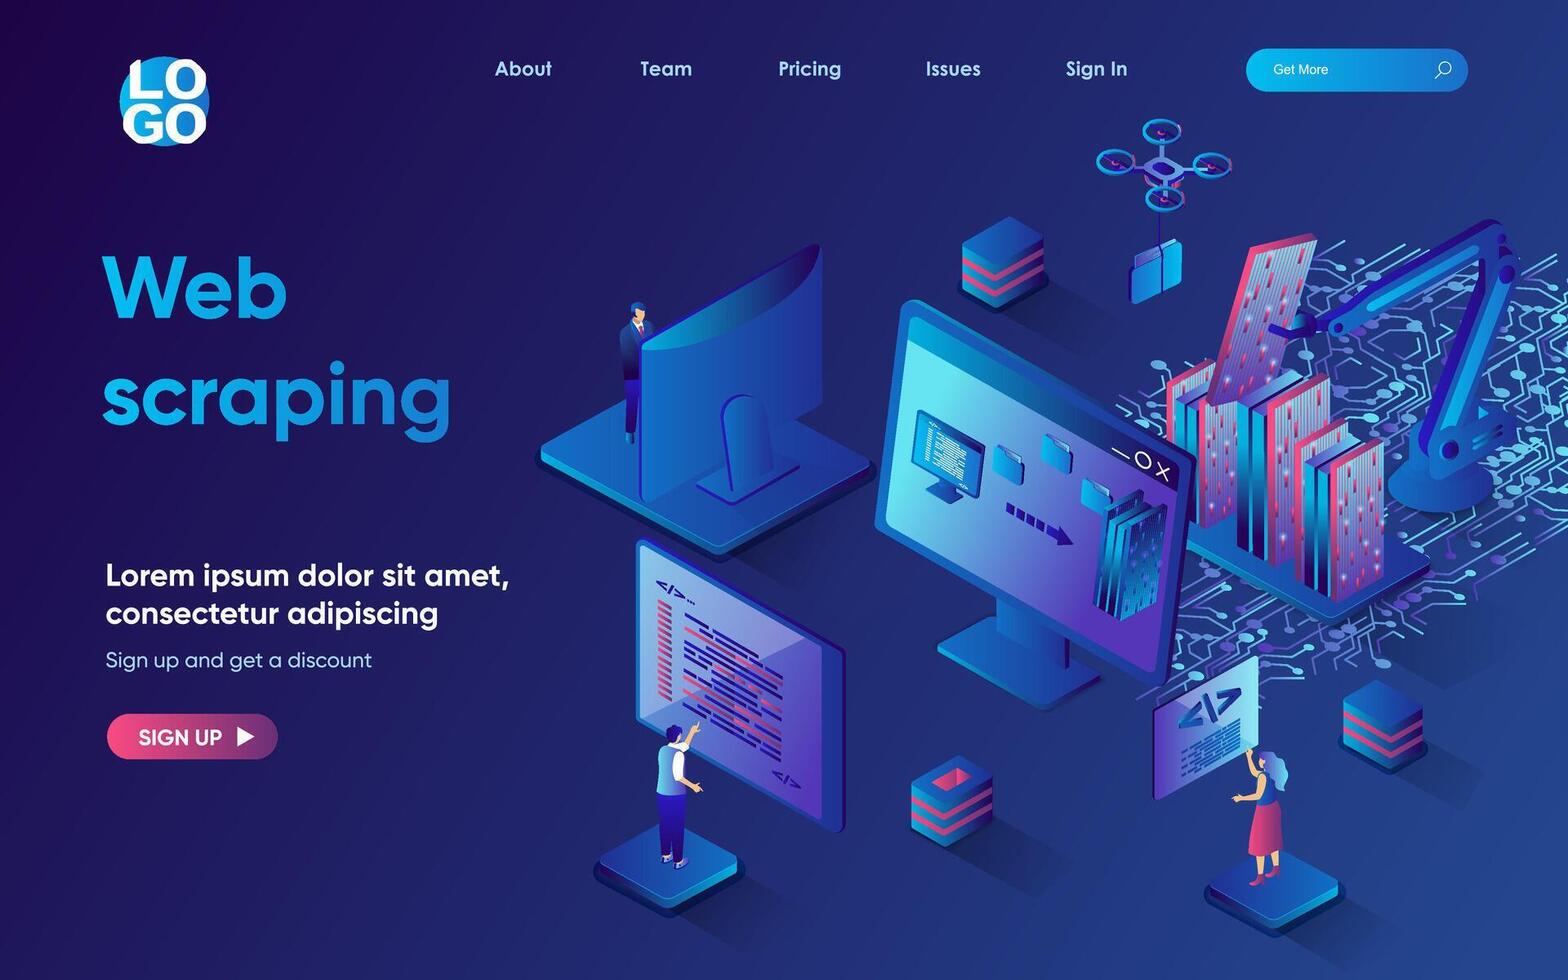 LO
GO
About Team Pricing Issues Sign In Get More
Web
scraping
Lorem ipsum dolor sit amet,
consectetur adipiscing
Sign up and get a discount
SIGN UP
</>...
</>
</>